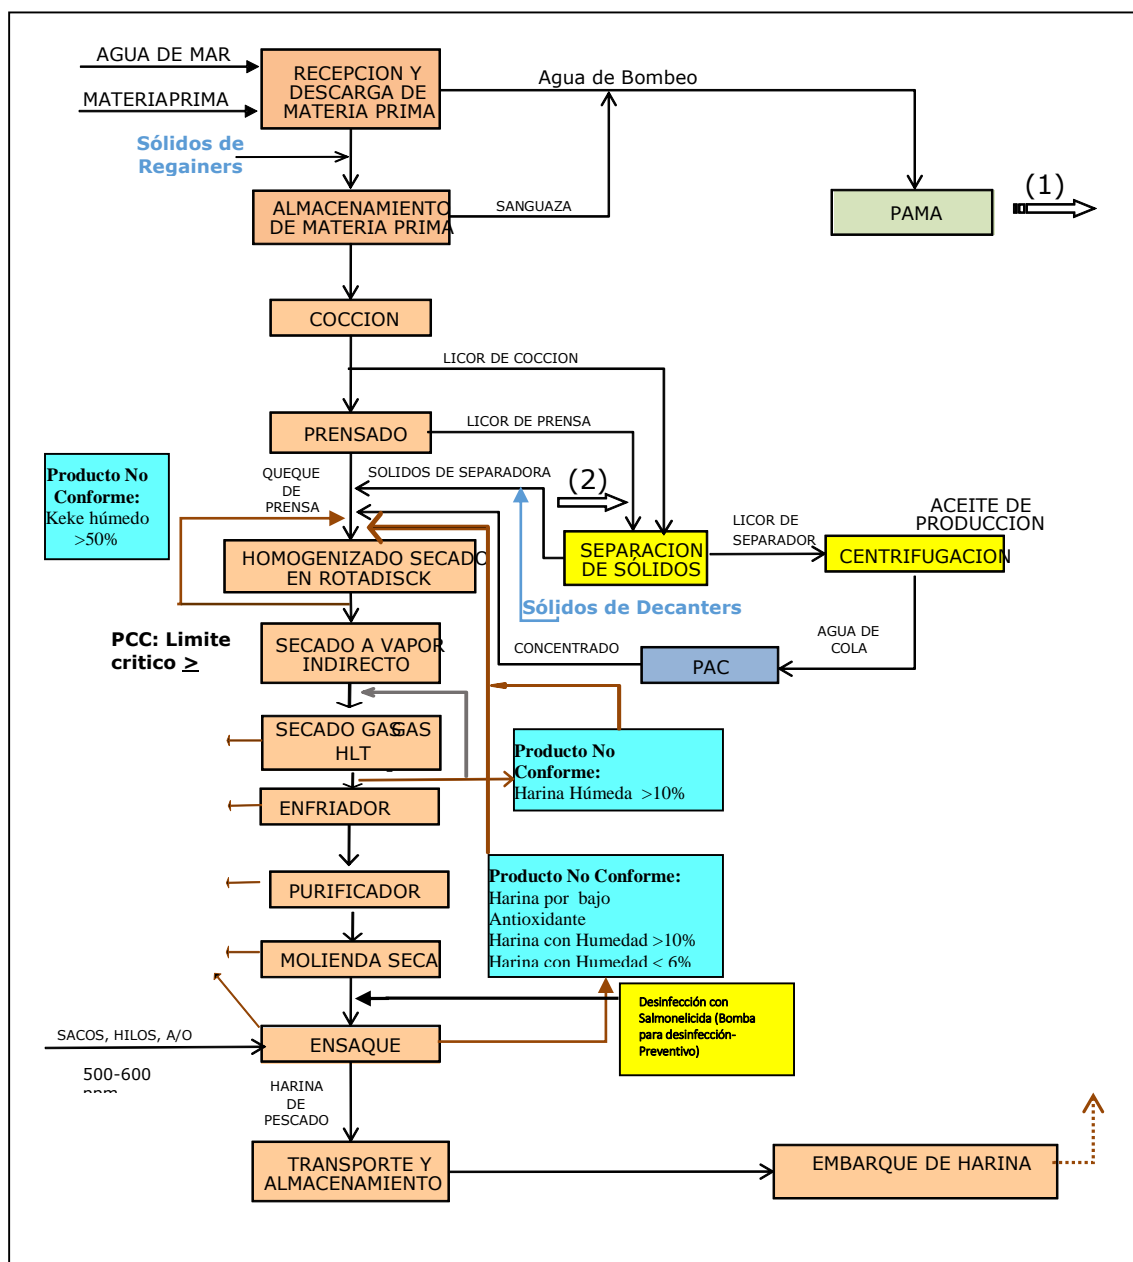 AGUA DE MAR
MATERIAPRIMA
RECEPCION Y
DESCARGA DE
MATERIA PRIMA
Agua de Bombeo
Sólidos de
Regainers
ALMACENAMIENTO
DE MATERIA PRIMA
SANGUAZA
PAMA
(1)
COCCION
LICOR DE COCCION
PRENSADO
LICOR DE PRENSA
Producto No
Conforme:
Keke húmedo
>50%
QUEQUE
DE
PRENSA
SOLIDOS DE SEPARADORA
(2)
SEPARACION
DE SÓLIDOS
LICOR DE
SEPARADOR
ACEITE DE
PRODUCCION
CENTRIFUGACION
HOMOGENIZADO SECADO
EN ROTADISCK
Sólidos de Decanters
PCC: Limite
critico >
SECADO A VAPOR
INDIRECTO
CONCENTRADO
PAC
AGUA DE
COLA
SECADO GAS GAS
HLT
Producto No
Conforme:
Harina Húmeda >10%
ENFRIADOR
PURIFICADOR
Producto No Conforme:
Harina por bajo
Antioxidante
Harina con Humedad >10%
Harina con Humedad < 6%
MOLIENDA SECA
Desinfección con
Salmonelicida (Bomba
para desinfección-
Preventivo)
SACOS, HILOS, A/O
500-600
ppm
ENSAQUE
HARINA
DE
PESCADO
TRANSPORTE Y
ALMACENAMIENTO
EMBARQUE DE HARINA